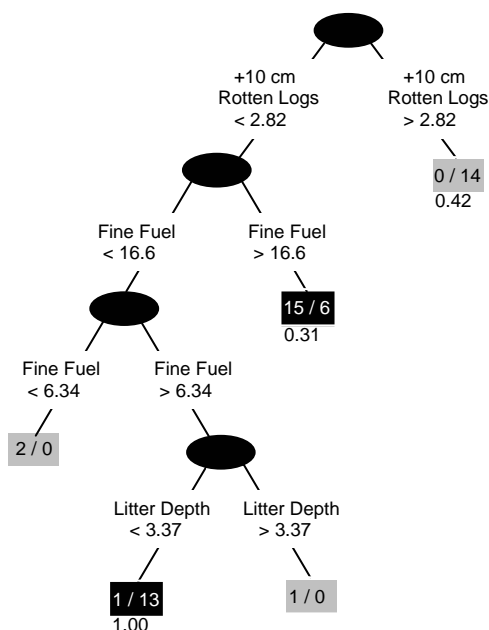 +10 cm
Rotten Logs
< 2.82
+10 cm
Rotten Logs
> 2.82
0 / 14
0.42
Fine Fuel
< 16.6
Fine Fuel
> 16.6
15 / 6
0.31
Fine Fuel
< 6.34
Fine Fuel
> 6.34
2 / 0
Litter Depth
< 3.37
Litter Depth
> 3.37
1 / 13
1.00
1 / 0